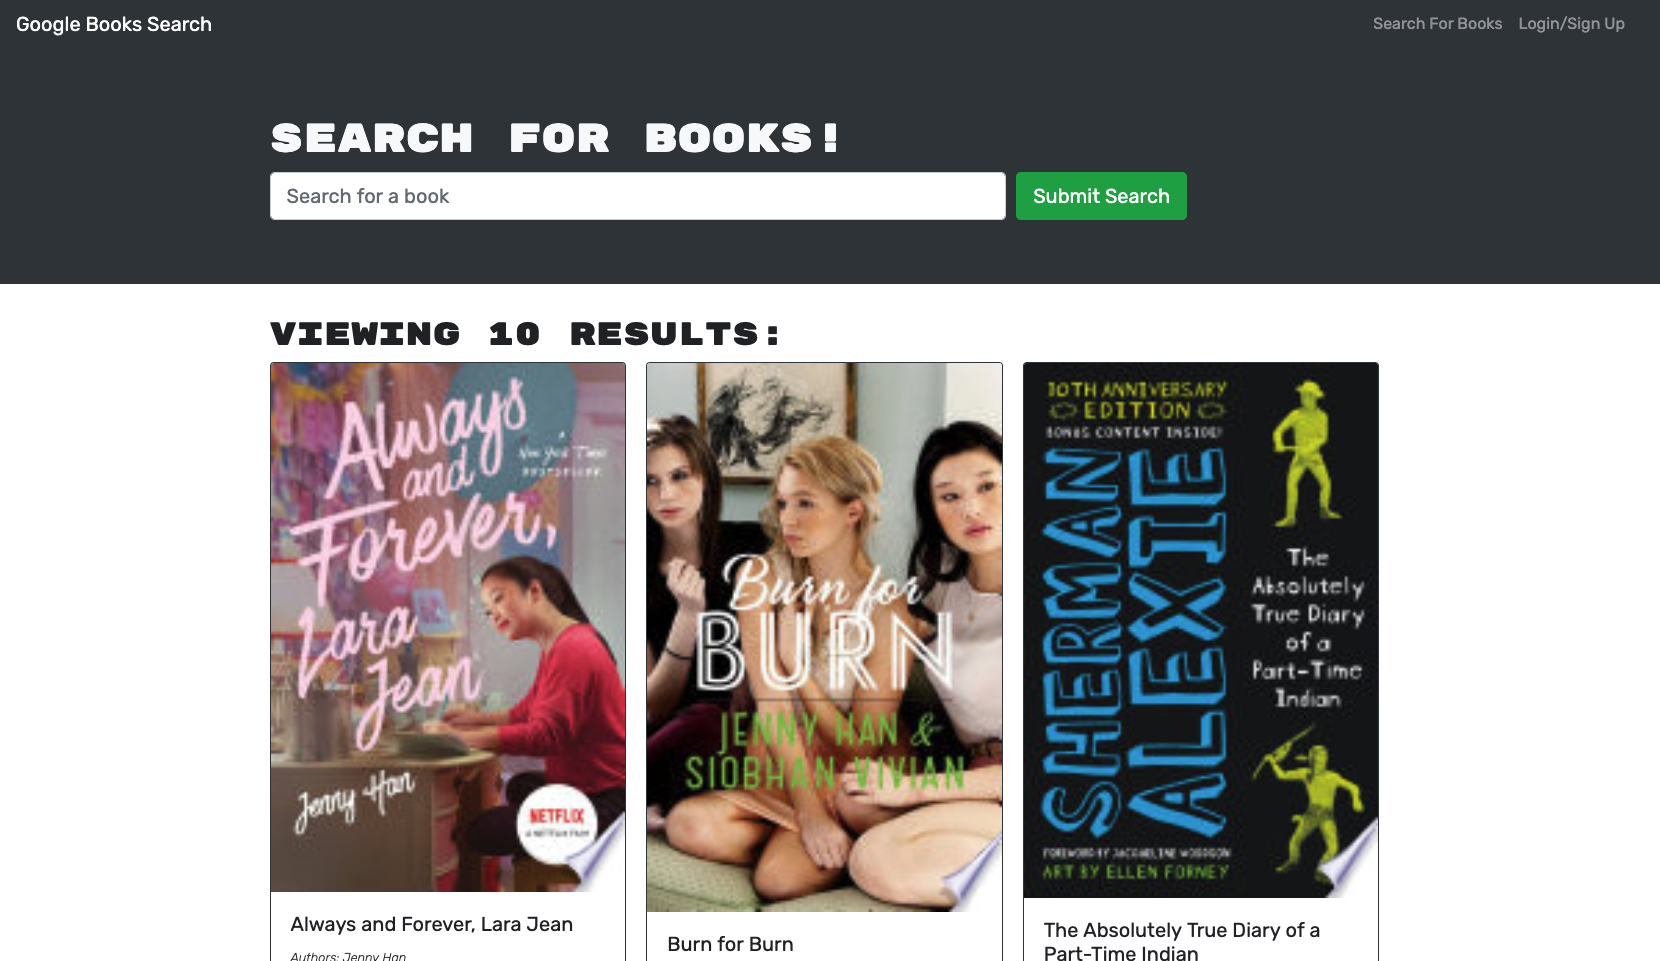 Google Books Search
Search For Books
Login/Sign Up
SEARCH FOR BOOKS!
Search for a book
Submit Search
VIEWING 10 RESULTS:
Always
and
Forever,
Lara
Jean
New York Times
BESTSELLER
Jenny Han
NETFLIX
A NETFLIX FILM
Always and Forever, Lara Jean
Authors: Jenny Han
Burn for
BURN
JENNY HAN &
SIOBHAN VIVIAN
Burn for Burn
10TH ANNIVERSARY
EDITION
BONUS CONTENT INSIDE!
SHERMAN
ALEXIE
The
Absolutely
True Diary
of a
Part-Time
Indian
FOREWORD BY JACQUELINE WOODSON
ART BY ELLEN FORNEY
The Absolutely True Diary of a
Part-Time Indian